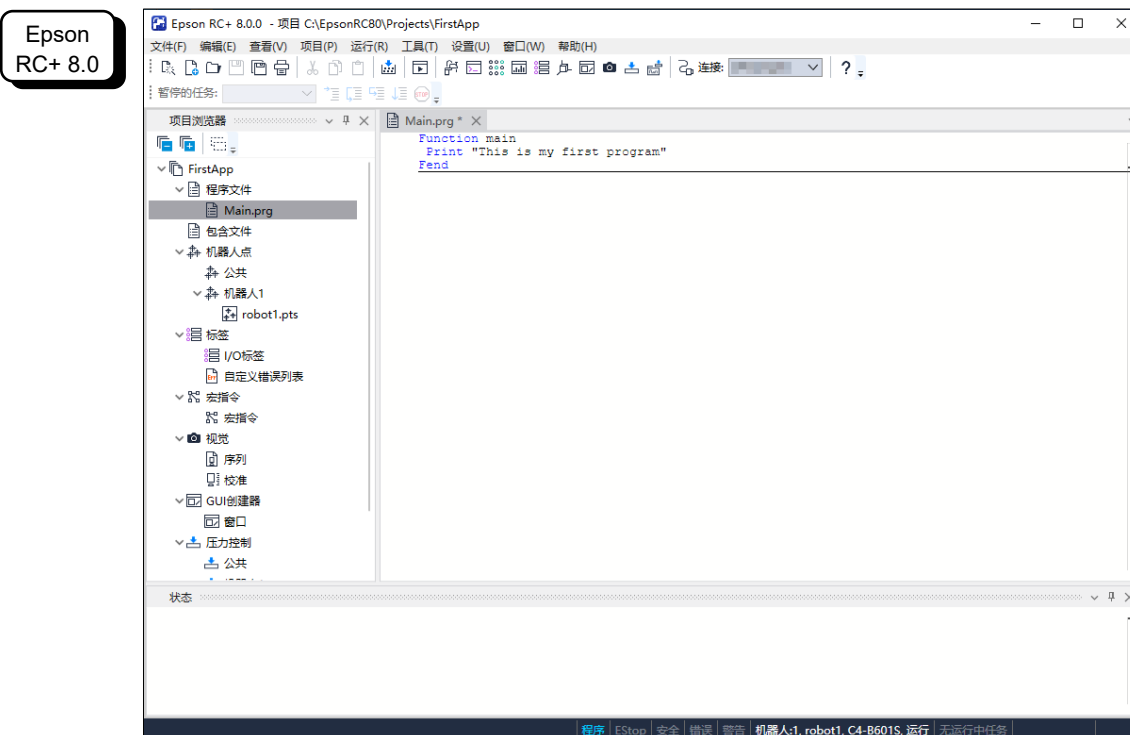 Epson
RC+ 8.0
Epson RC+ 8.0.0 - 项目 C:\EpsonRC80\Projects\FirstApp
文件(F) 编辑(E) 查看(V) 项目(P) 运行(R) 工具(T) 设置(U) 窗口(W) 帮助(H)
连接:
暂停的任务:
STOP
项目浏览器
Main.prg *
Function main
Print "This is my first program"
Fend
FirstApp
程序文件
Main.prg
包含文件
机器人点
公共
机器人1
robot1.pts
标签
I/O标签
Err 自定义错误列表
宏指令
宏指令
视觉
序列
校准
GUI创建器
窗口
压力控制
公共
状态
程序 EStop 安全 错误 警告 机器人:1, robot1, C4-B601S, 运行 无运行中任务